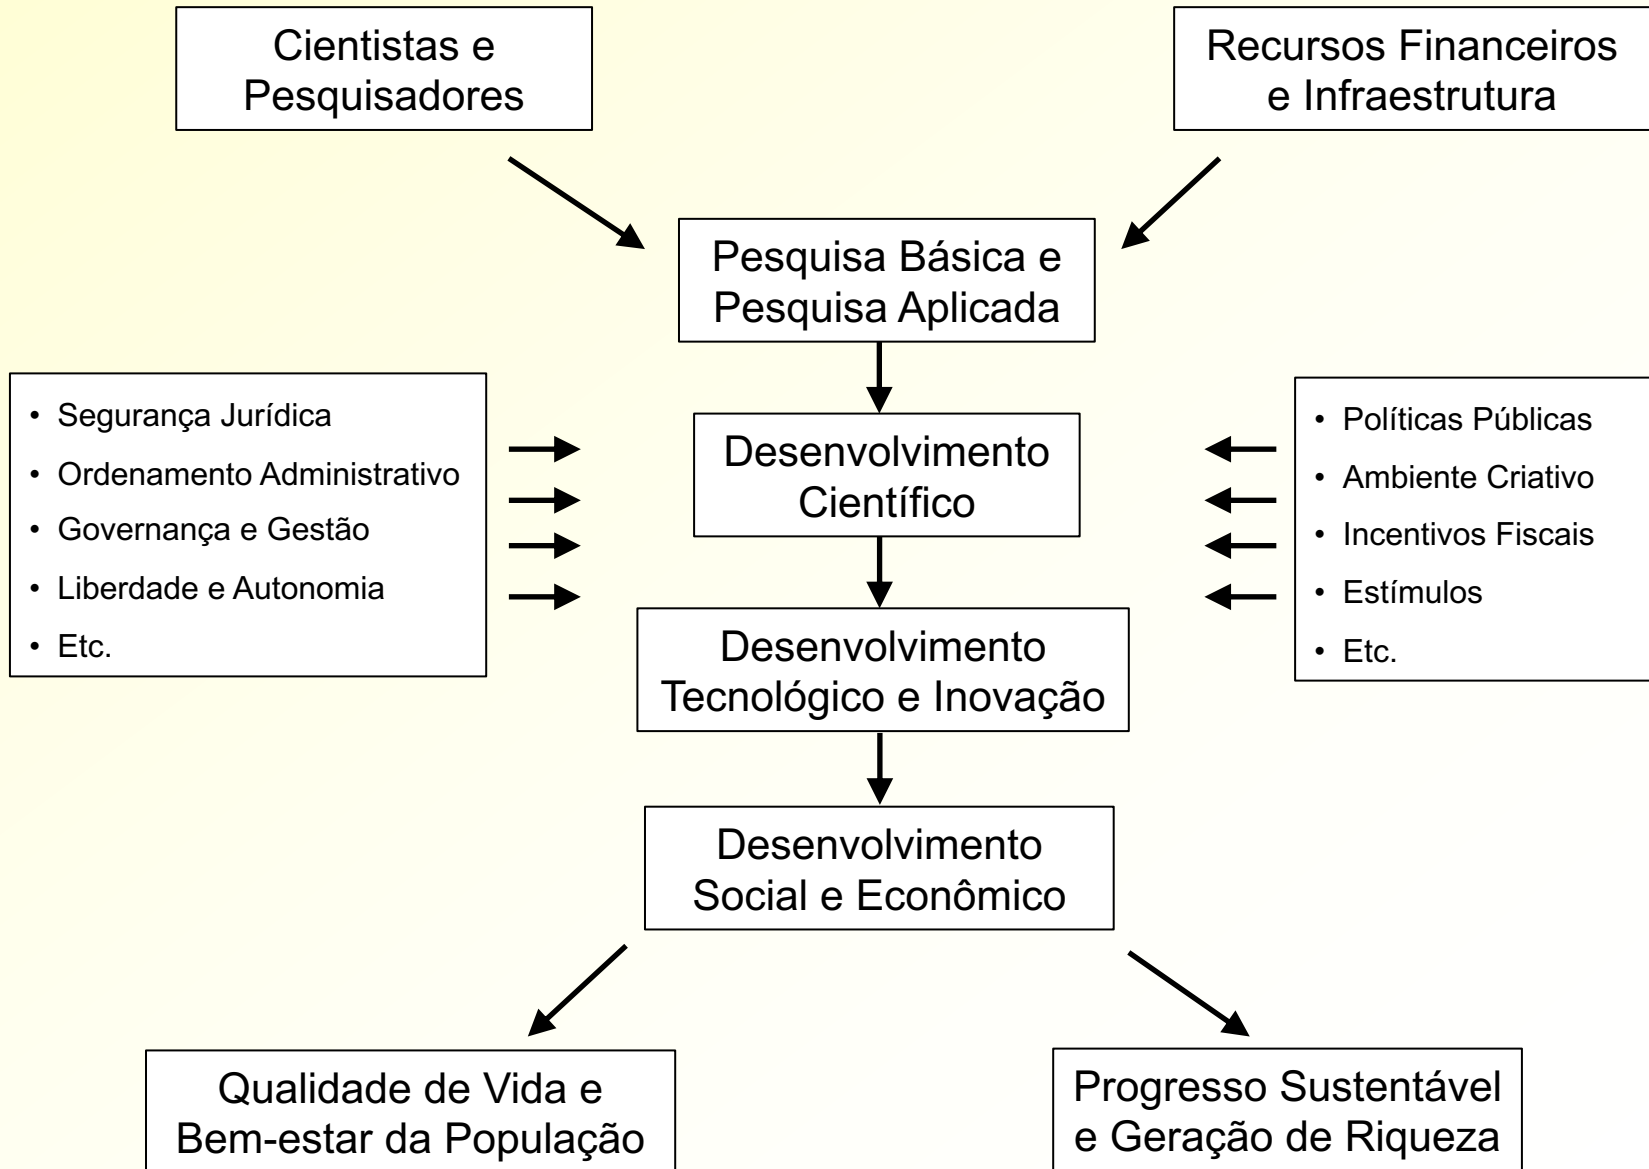 Cientistas e
Pesquisadores
Recursos Financeiros
e Infraestrutura
Pesquisa Básica e
Pesquisa Aplicada
• Segurança Jurídica
• Ordenamento Administrativo
• Governança e Gestão
• Liberdade e Autonomia
• Etc.
Desenvolvimento
Científico
• Políticas Públicas
• Ambiente Criativo
• Incentivos Fiscais
• Estímulos
• Etc.
Desenvolvimento
Tecnológico e Inovação
Desenvolvimento
Social e Econômico
Qualidade de Vida e
Bem-estar da População
Progresso Sustentável
e Geração de Riqueza